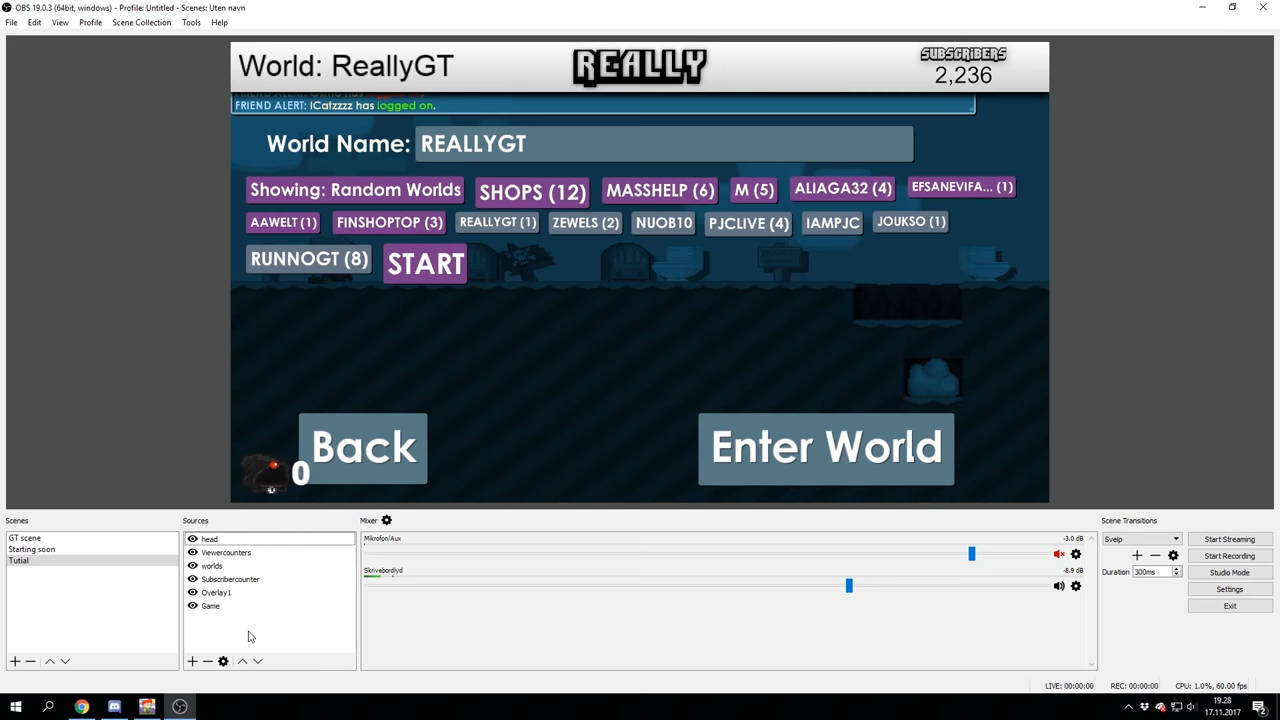 OBS 19.0.3 (64bit, windows) - Profile: Untitled - Scenes: Uten navn
File Edit View Profile Scene Collection Tools Help
World: ReallyGT
REALLY
SUBSCRIBERS
2,236
FRIEND ALERT: ICatzzzz has logged on.
World Name: REALLYGT
Showing: Random Worlds SHOPS (12) MASSHELP (6) M (5) ALIAGA32 (4) EFSANEVIFA... (1)
AAWELT (1) FINSHOPTOP (3) REALLYGT (1) ZEWELS (2) NUOB10 PJCLIVE (4) IAMPJC JOUKSO (1)
RUNNOGT (8) START
Back
Enter World
0
Scenes
GT scene
Starting soon
Tutial
Sources
head
Viewercounters
worlds
Subscribercounter
Overlay1
Game
Mixer
Mikrofon/Aux -3.0 dB
Skrivebordlyd -8.9 dB
Scene Transitions
Sveip
Duration 300ms
Start Streaming
Start Recording
Studio Mode
Settings
Exit
LIVE: 00:00:00 REC: 00:00:00 CPU: 1.0%, 60.00 fps
19.28
17.11.2017
2